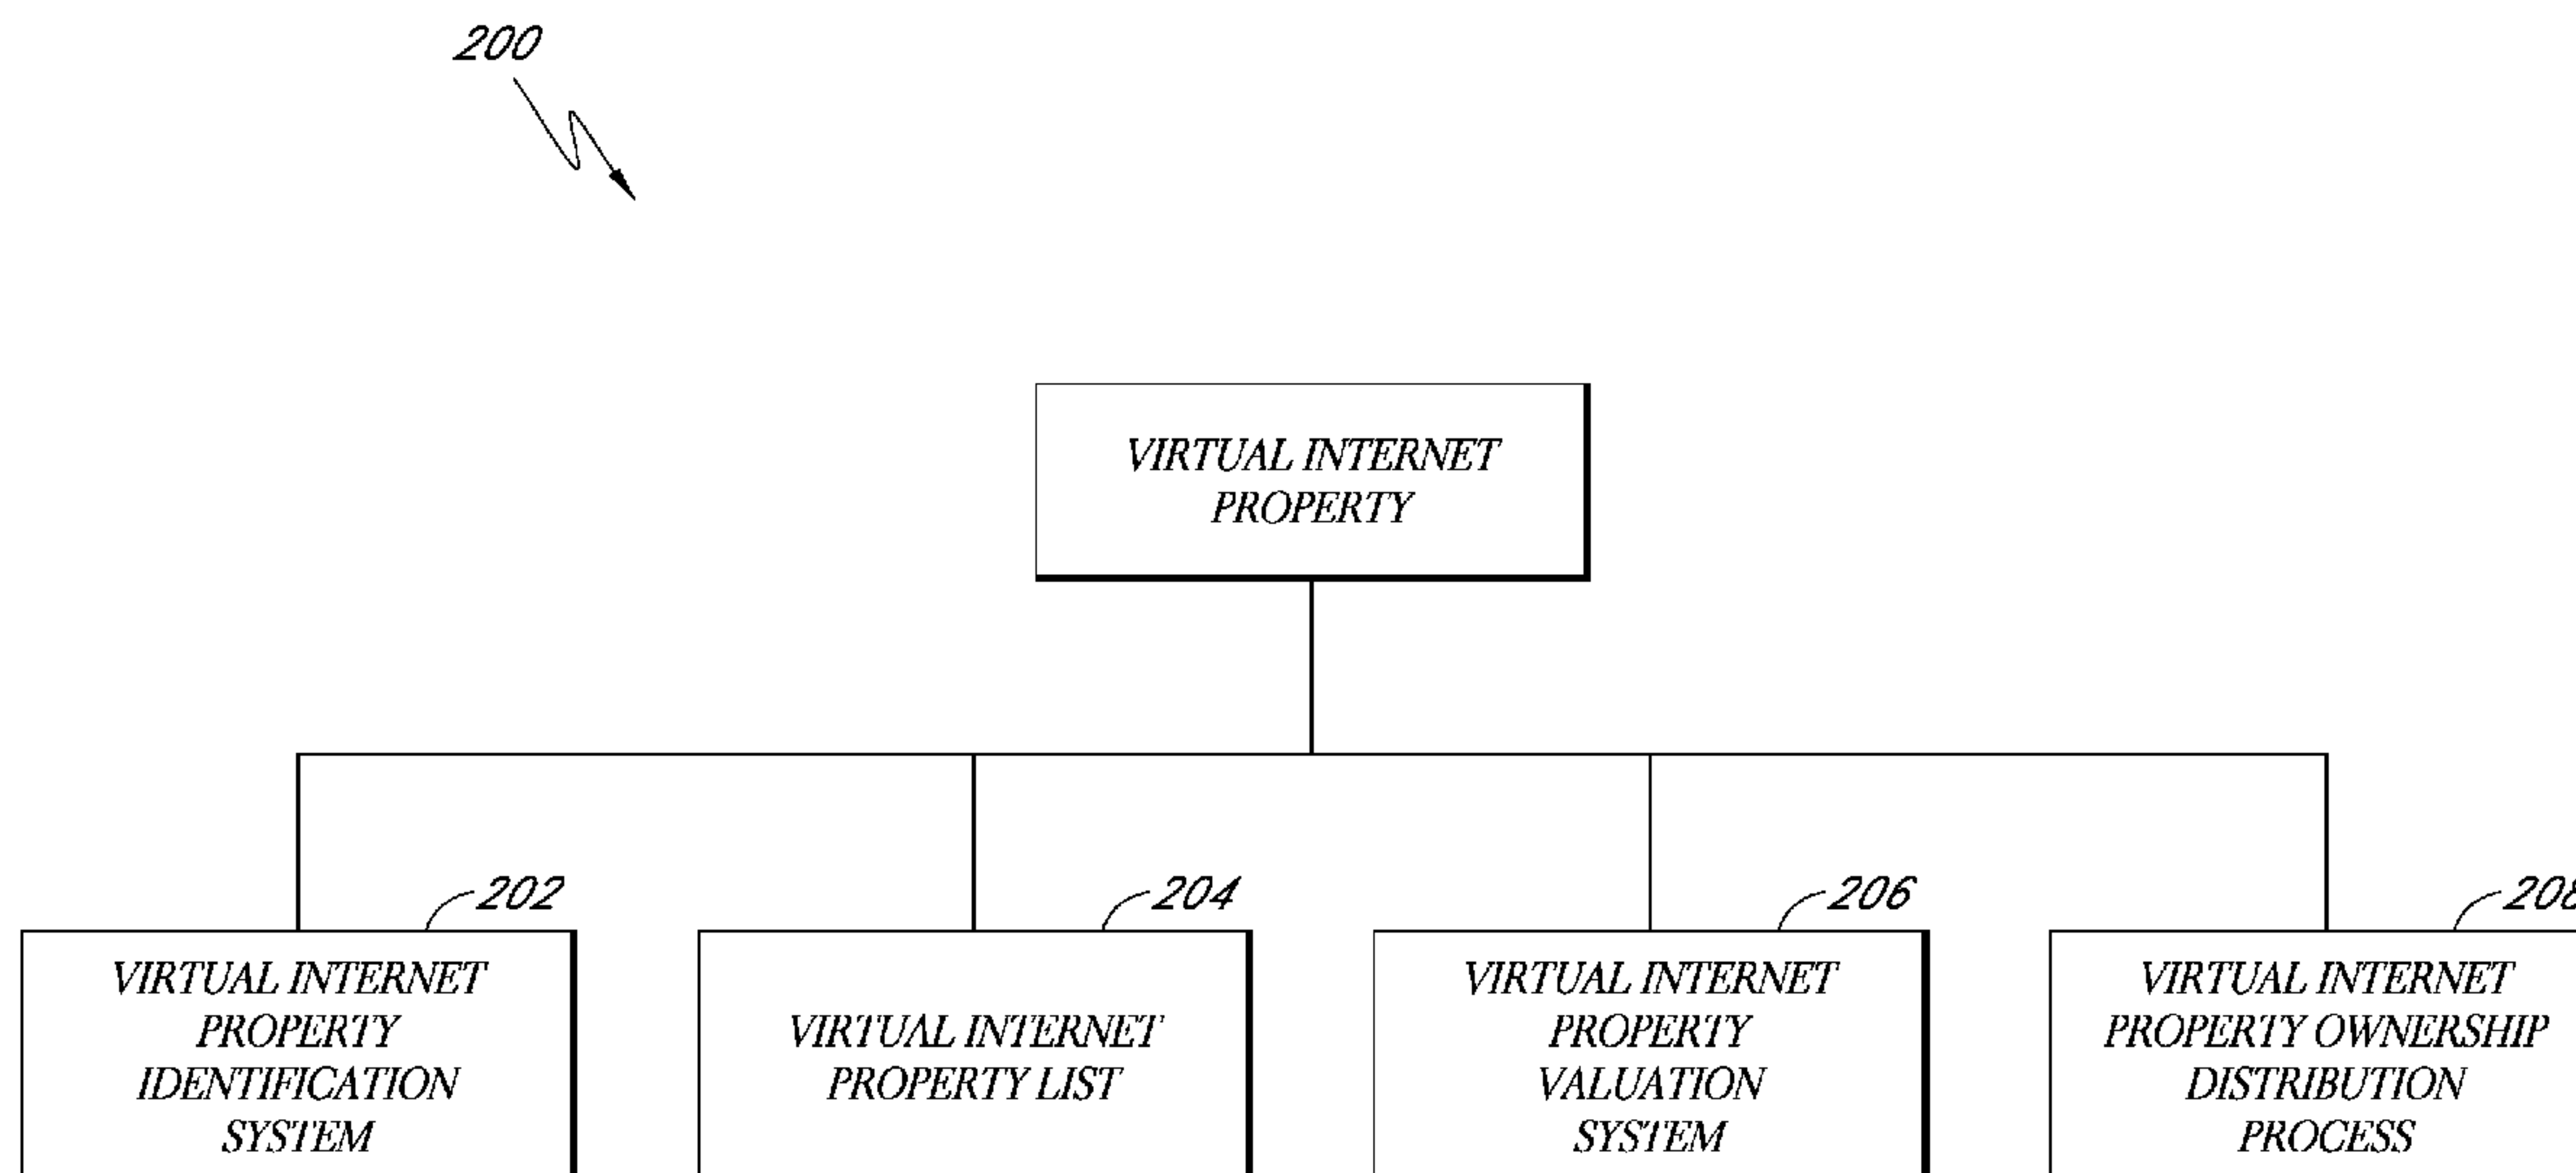 200
VIRTUAL INTERNET
PROPERTY
202
204
206
208
VIRTUAL INTERNET
PROPERTY
IDENTIFICATION
SYSTEM
VIRTUAL INTERNET
PROPERTY LIST
VIRTUAL INTERNET
PROPERTY
VALUATION
SYSTEM
VIRTUAL INTERNET
PROPERTY OWNERSHIP
DISTRIBUTION
PROCESS